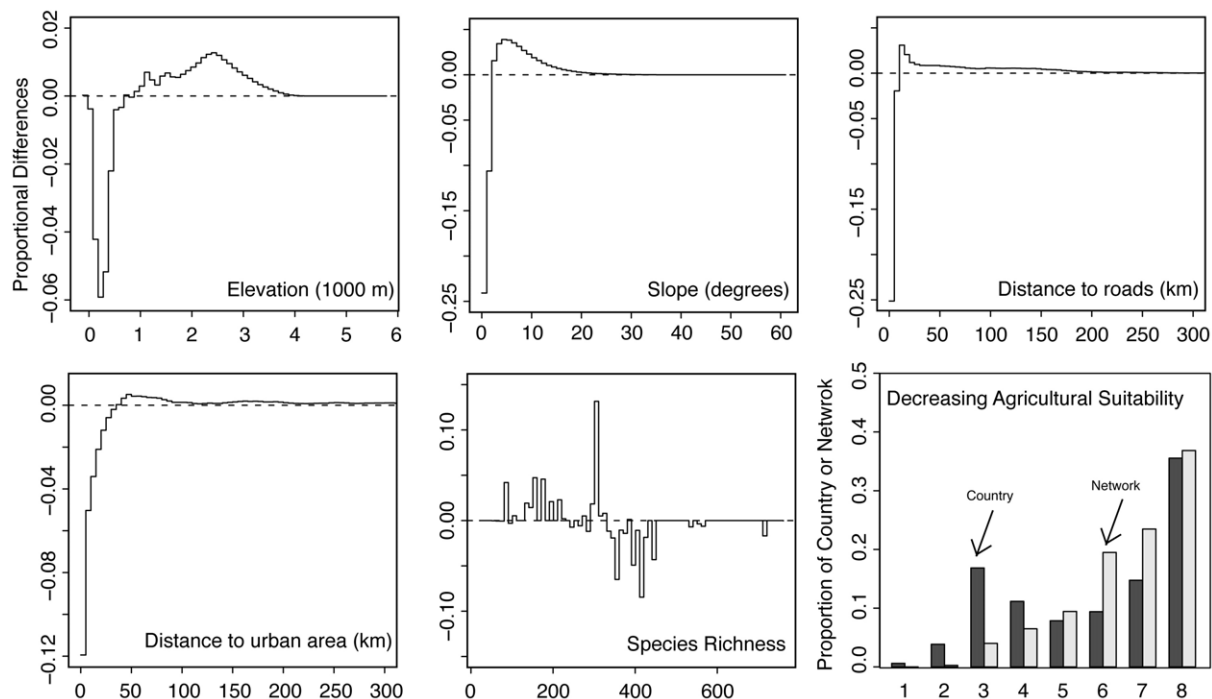 Proportional Differences
0.02
0.00
−0.02
−0.04
−0.06
Elevation (1000 m)
0 1 2 3 4 5 6
0.00
−0.05
−0.15
−0.25
Slope (degrees)
0 10 20 30 40 50 60
0.00
−0.05
−0.15
−0.25
Distance to roads (km)
0 50 100 150 200 250 300
0.00
−0.04
−0.08
−0.12
Distance to urban area (km)
0 50 100 150 200 250 300
0.10
0.00
−0.10
Species Richness
0 200 400 600
Proportion of Country or Netwrok
0.5
0.4
0.3
0.2
0.1
0.0
Decreasing Agricultural Suitability
Country
Network
1 2 3 4 5 6 7 8